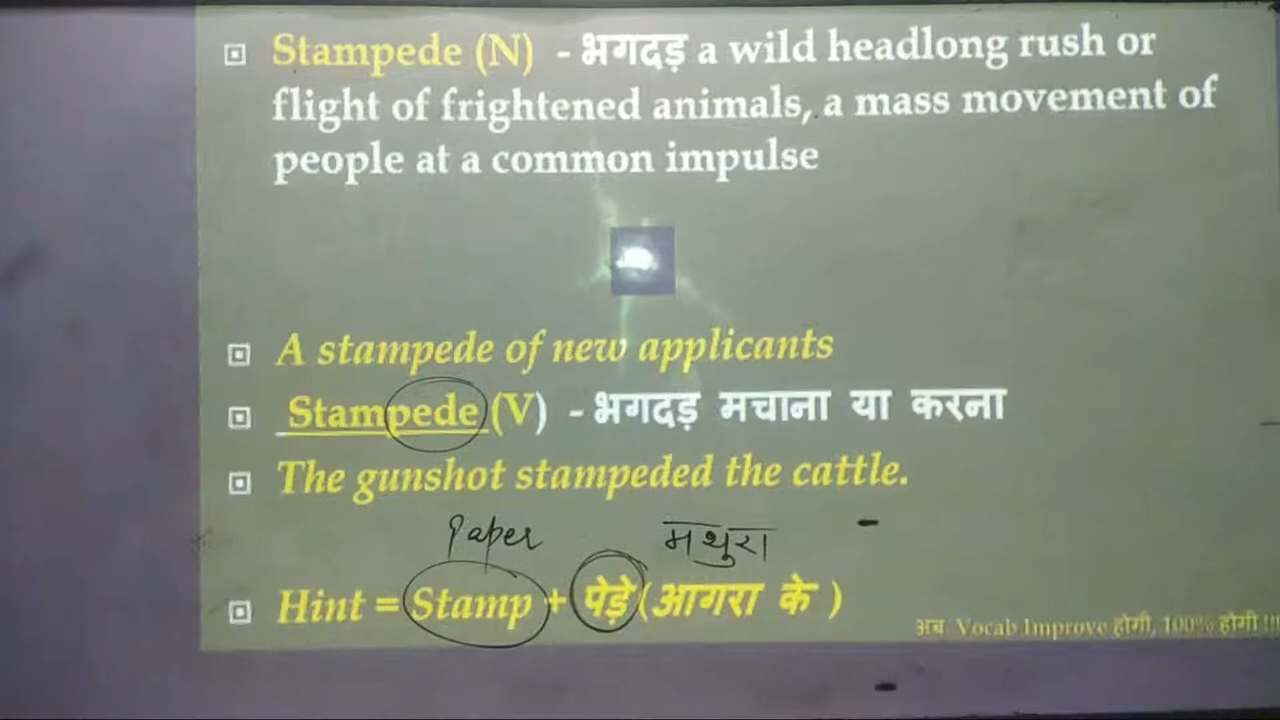 Stampede (N) - भगदड़ a wild headlong rush or
flight of frightened animals, a mass movement of
people at a common impulse
A stampede of new applicants
Stampede (V) - भगदड़ मचाना या करना
The gunshot stampeded the cattle.
Paper मथुरा
Hint = Stamp + पेड़े (आगरा के )
अब Vocab Improve होगी, 100% होगी !!!